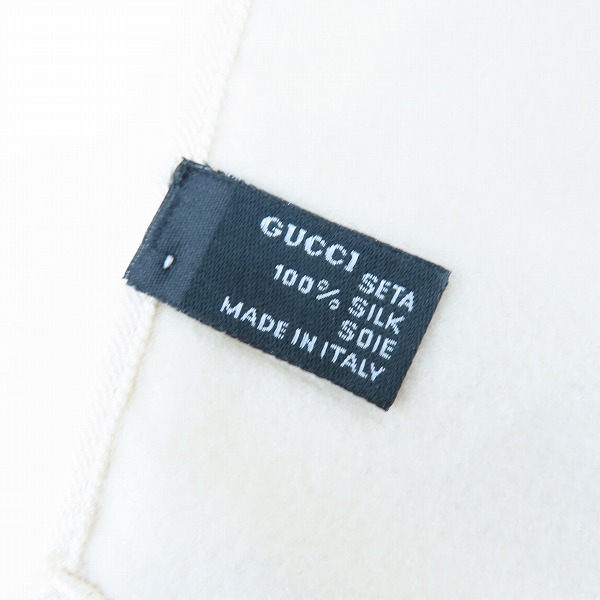 GUCCI
SETA
100% SILK
SOIE
MADE IN ITALY